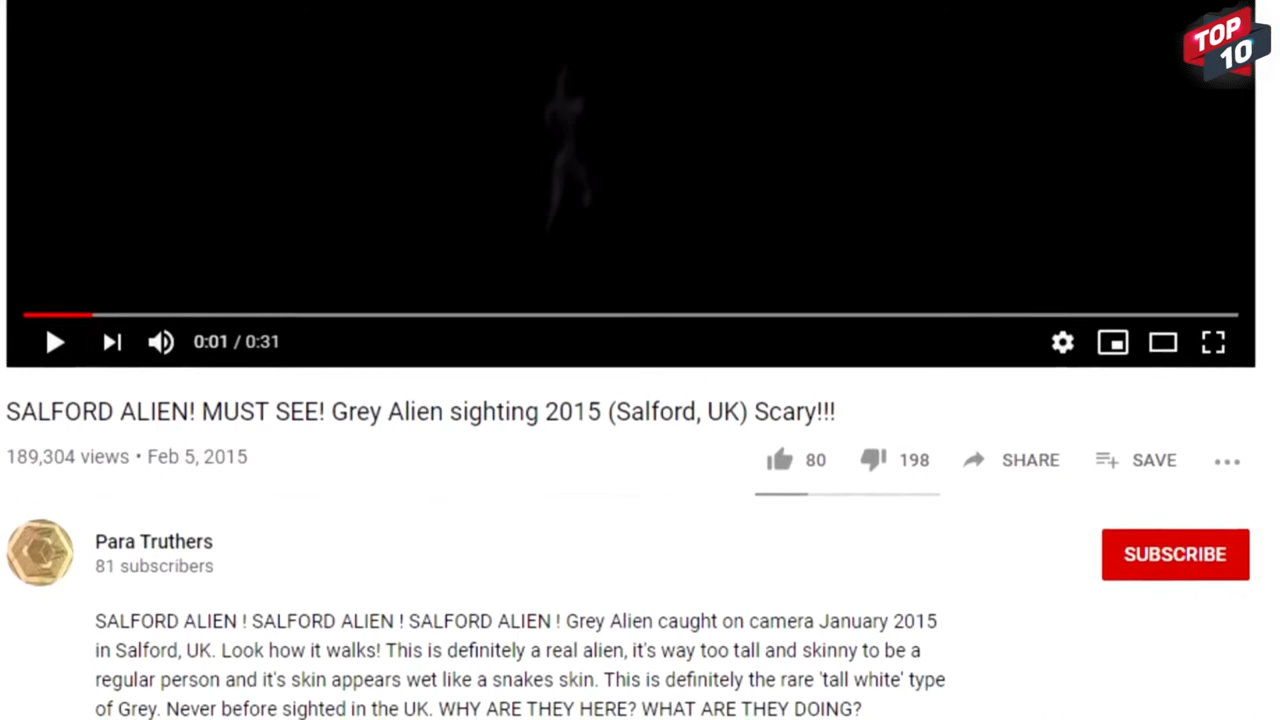 TOP
10
0:01 / 0:31
SALFORD ALIEN! MUST SEE! Grey Alien sighting 2015 (Salford, UK) Scary!!!
189,304 views • Feb 5, 2015
80 198 SHARE SAVE
Para Truthers
81 subscribers
SUBSCRIBE
SALFORD ALIEN ! SALFORD ALIEN ! SALFORD ALIEN ! Grey Alien caught on camera January 2015
in Salford, UK. Look how it walks! This is definitely a real alien, it's way too tall and skinny to be a
regular person and it's skin appears wet like a snakes skin. This is definitely the rare 'tall white' type
of Grey. Never before sighted in the UK. WHY ARE THEY HERE? WHAT ARE THEY DOING?